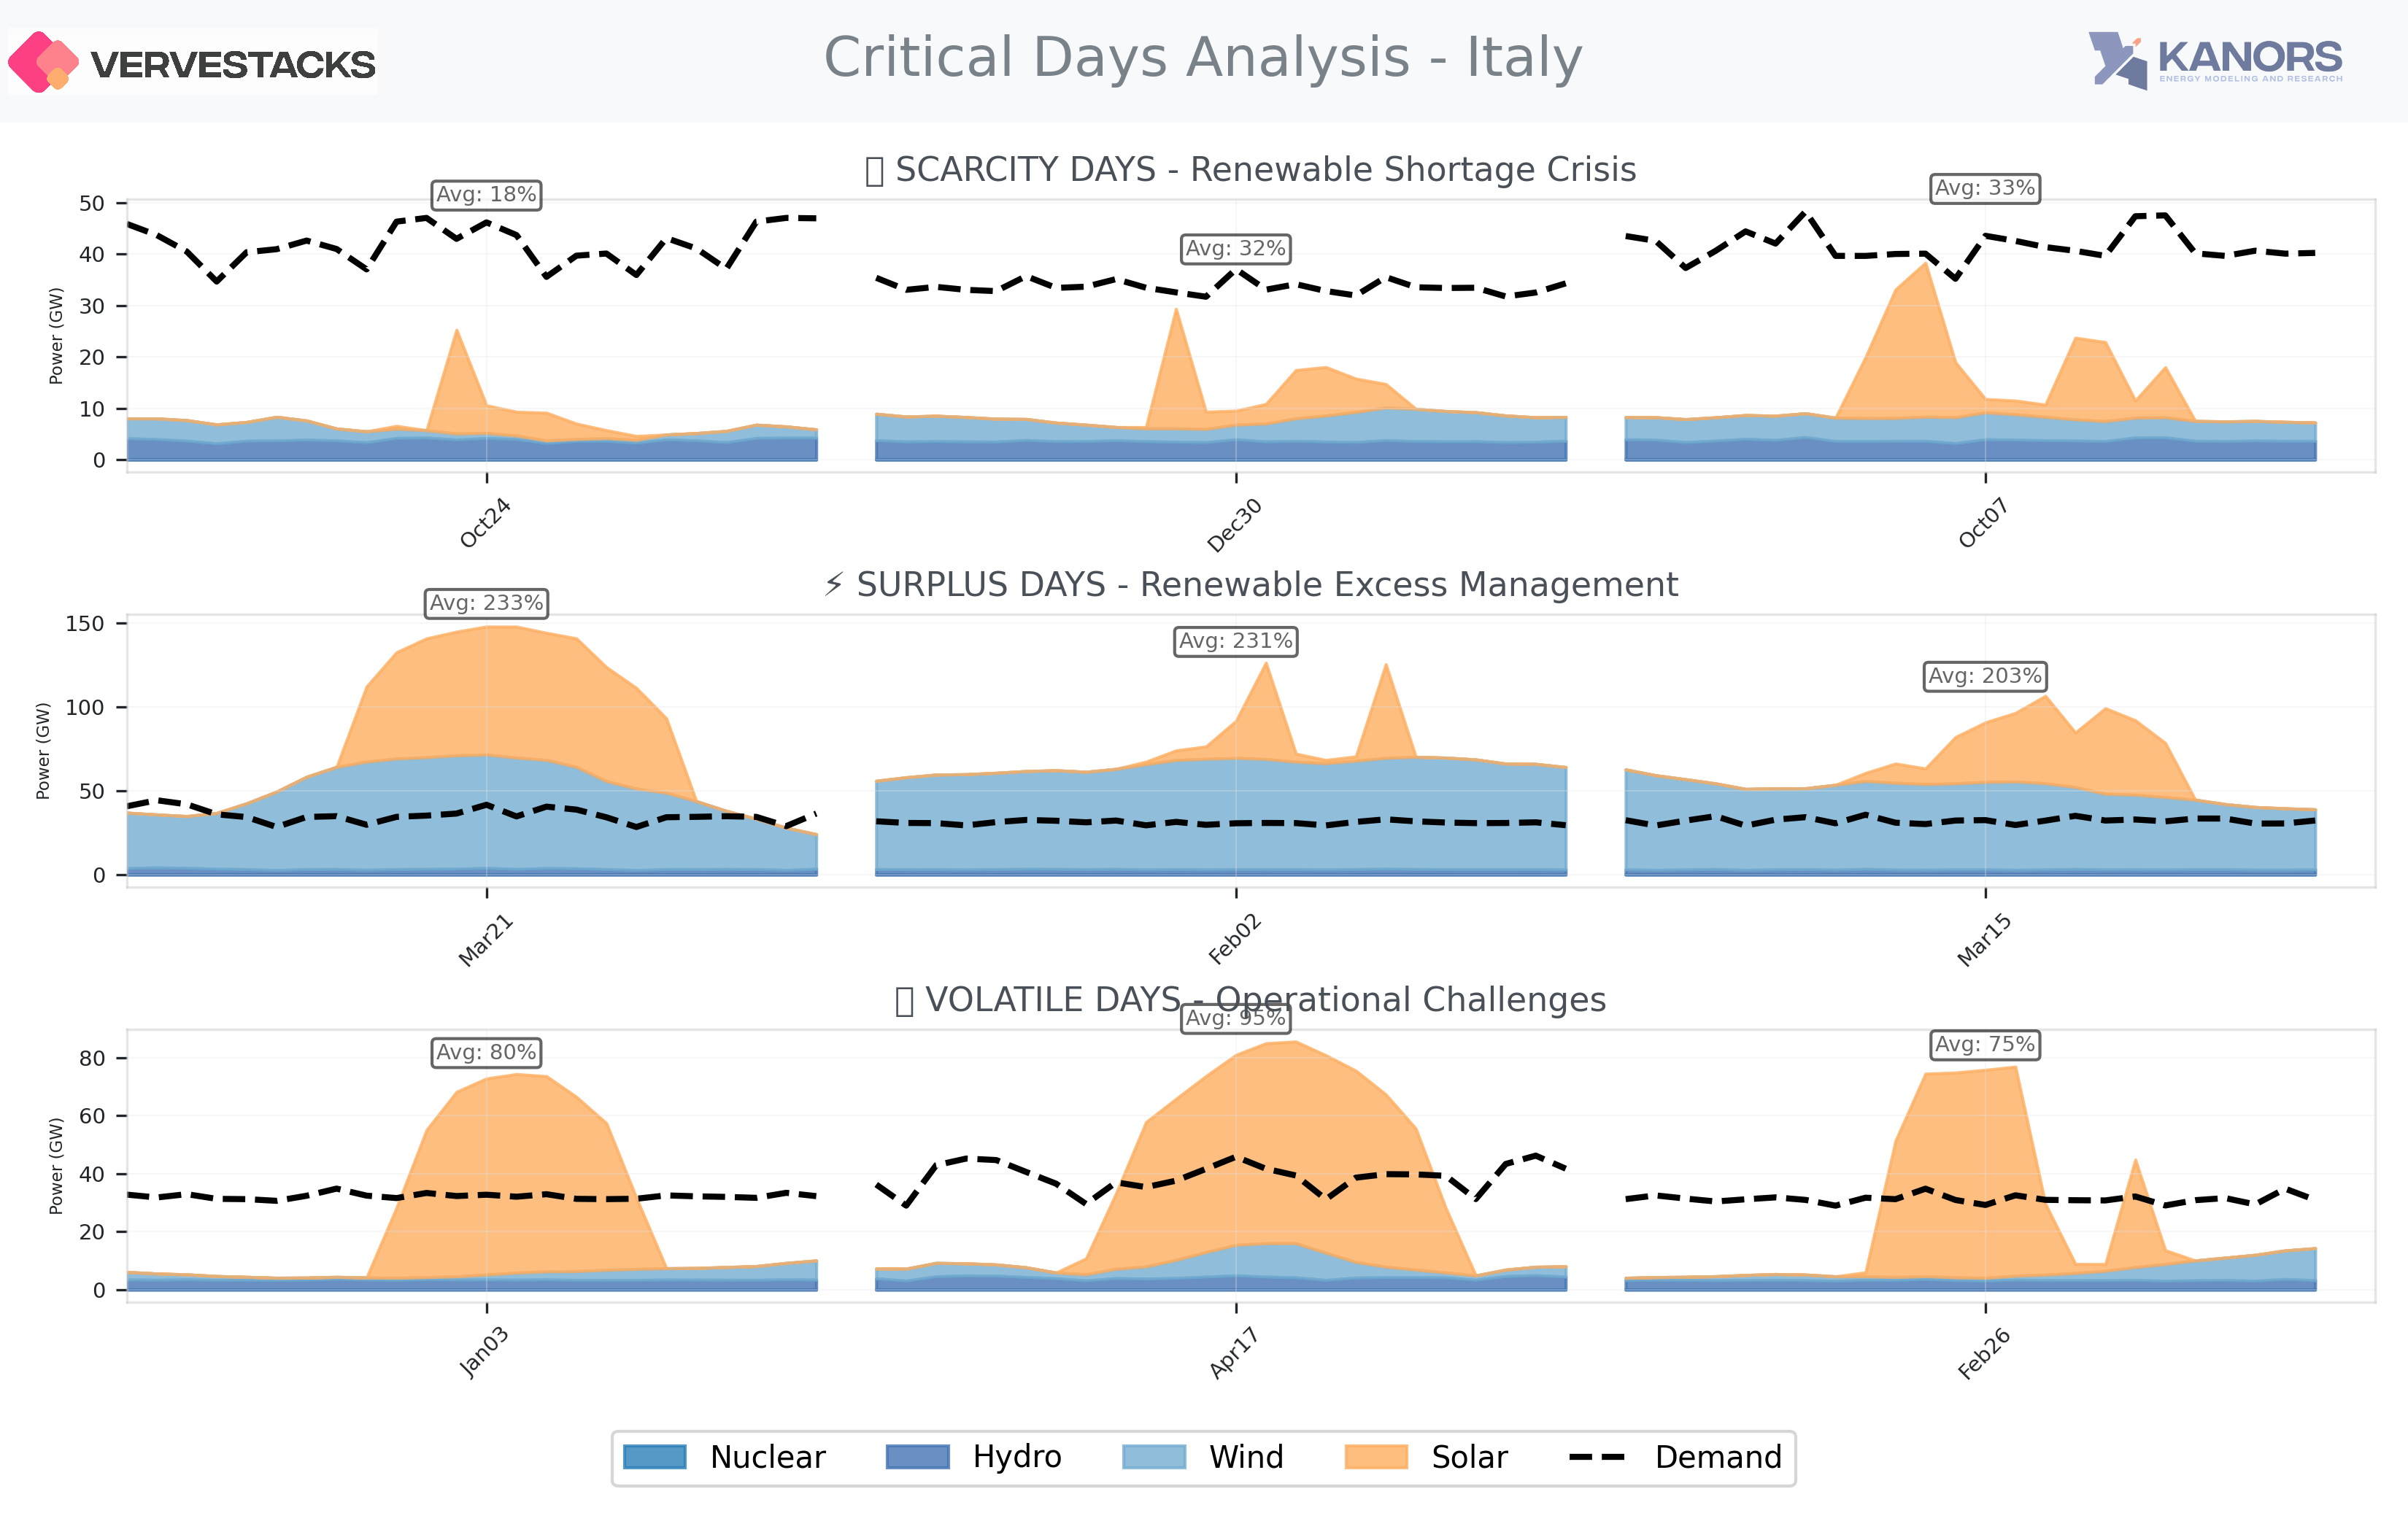 VERVESTACKS
Critical Days Analysis - Italy
KANORS
ENERGY MODELING AND RESEARCH
SCARCITY DAYS - Renewable Shortage Crisis
Avg: 18%
Avg: 32%
Avg: 33%
Power (GW)
50
40
30
20
10
0
Oct24
Dec30
Oct07
⚡ SURPLUS DAYS - Renewable Excess Management
Avg: 233%
Avg: 231%
Avg: 203%
Power (GW)
150
100
50
0
Mar21
Feb02
Mar15
VOLATILE DAYS - Operational Challenges
Avg: 80%
Avg: 95%
Avg: 75%
Power (GW)
80
60
40
20
0
Jan03
Apr17
Feb26
Nuclear
Hydro
Wind
Solar
Demand